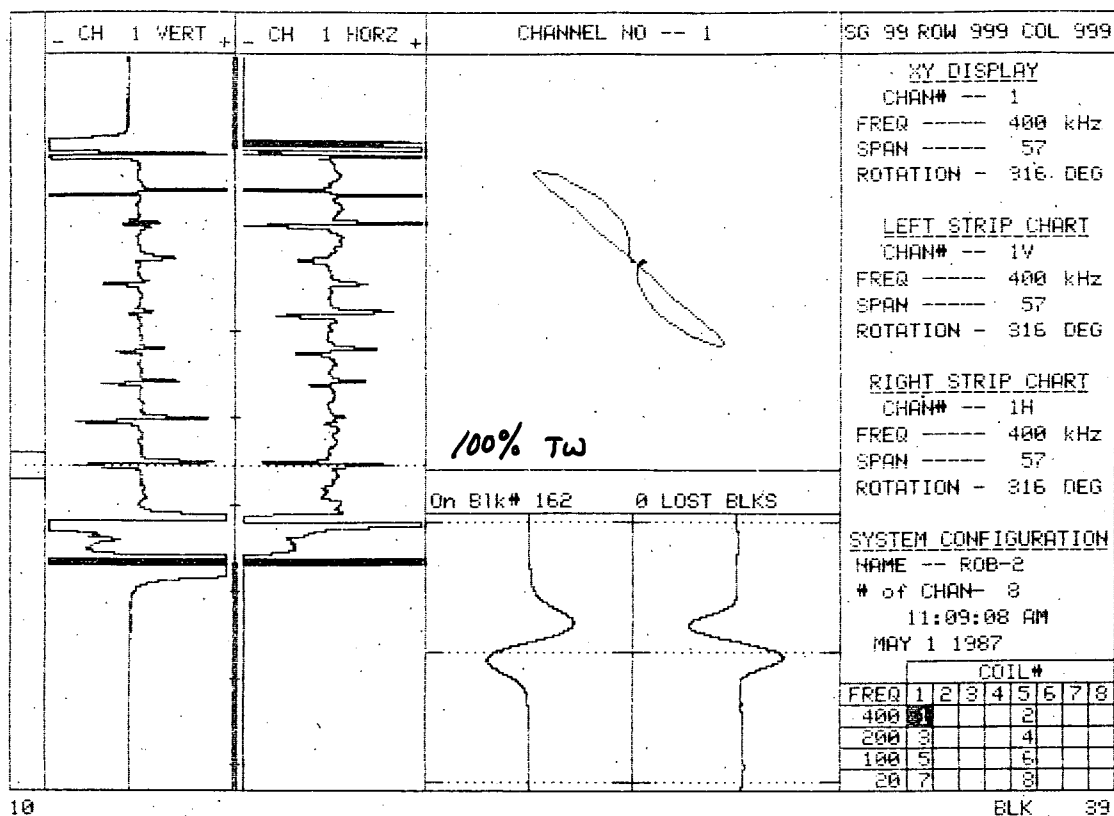 _ CH 1 VERT +
_ CH 1 HORZ +
CHANNEL NO -- 1
SG 99 ROW 999 COL 999
XY DISPLAY
CHAN# -- 1
FREQ ----- 400 kHz
SPAN ----- 57
ROTATION - 316 DEG
LEFT STRIP CHART
CHAN# -- 1V
FREQ ----- 400 kHz
SPAN ----- 57
ROTATION - 316 DEG
RIGHT STRIP CHART
CHAN# -- 1H
FREQ ----- 400 kHz
SPAN ----- 57
ROTATION - 316 DEG
100% TW
On Blk# 162 0 LOST BLKS
SYSTEM CONFIGURATION
NAME -- ROB-2
# of CHAN- 8
11:09:08 AM
MAY 1 1987
COIL#
FREQ 1 2 3 4 5 6 7 8
400 1 2
200 3 4
100 5 6
20 7 8
10
BLK 39